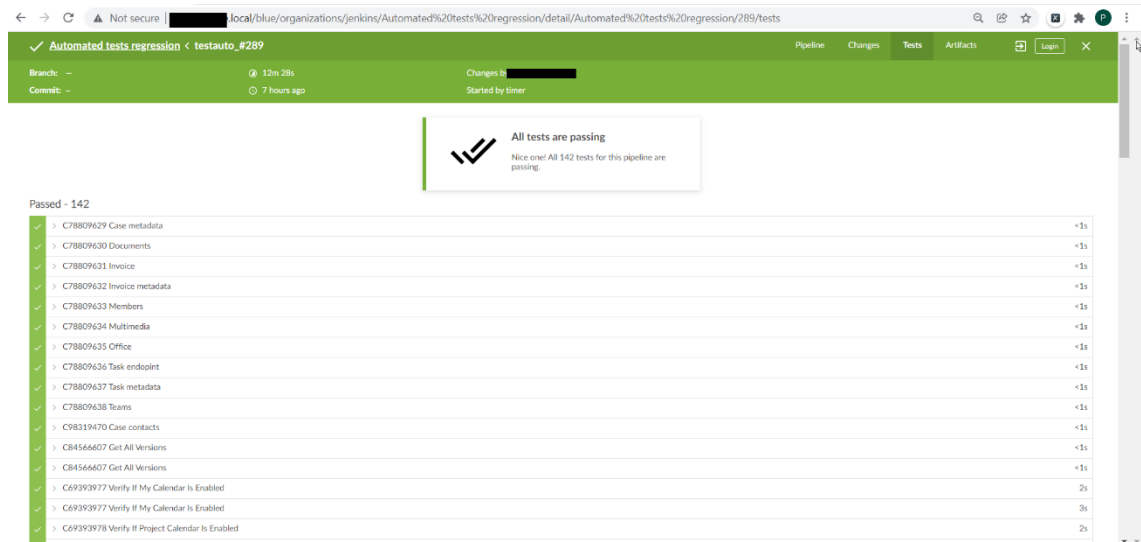 Not secure | .local/blue/organizations/jenkins/Automated%20tests%20regression/detail/Automated%20tests%20regression/289/tests
P
Automated tests regression < testauto_#289
Pipeline Changes Tests Artifacts Login
Branch: — 12m 28s Changes b
Commit: — 7 hours ago Started by timer
All tests are passing
Nice one! All 142 tests for this pipeline are
passing.
Passed - 142
C78809629 Case metadata <1s
C78809630 Documents <1s
C78809631 Invoice <1s
C78809632 Invoice metadata <1s
C78809633 Members <1s
C78809634 Multimedia <1s
C78809635 Office <1s
C78809636 Task endopint <1s
C78809637 Task metadata <1s
C78809638 Teams <1s
C98319470 Case contacts <1s
C84566607 Get All Versions <1s
C84566607 Get All Versions <1s
C69393977 Verify If My Calendar Is Enabled 2s
C69393977 Verify If My Calendar Is Enabled 3s
C69393978 Verify If Project Calendar Is Enabled 2s